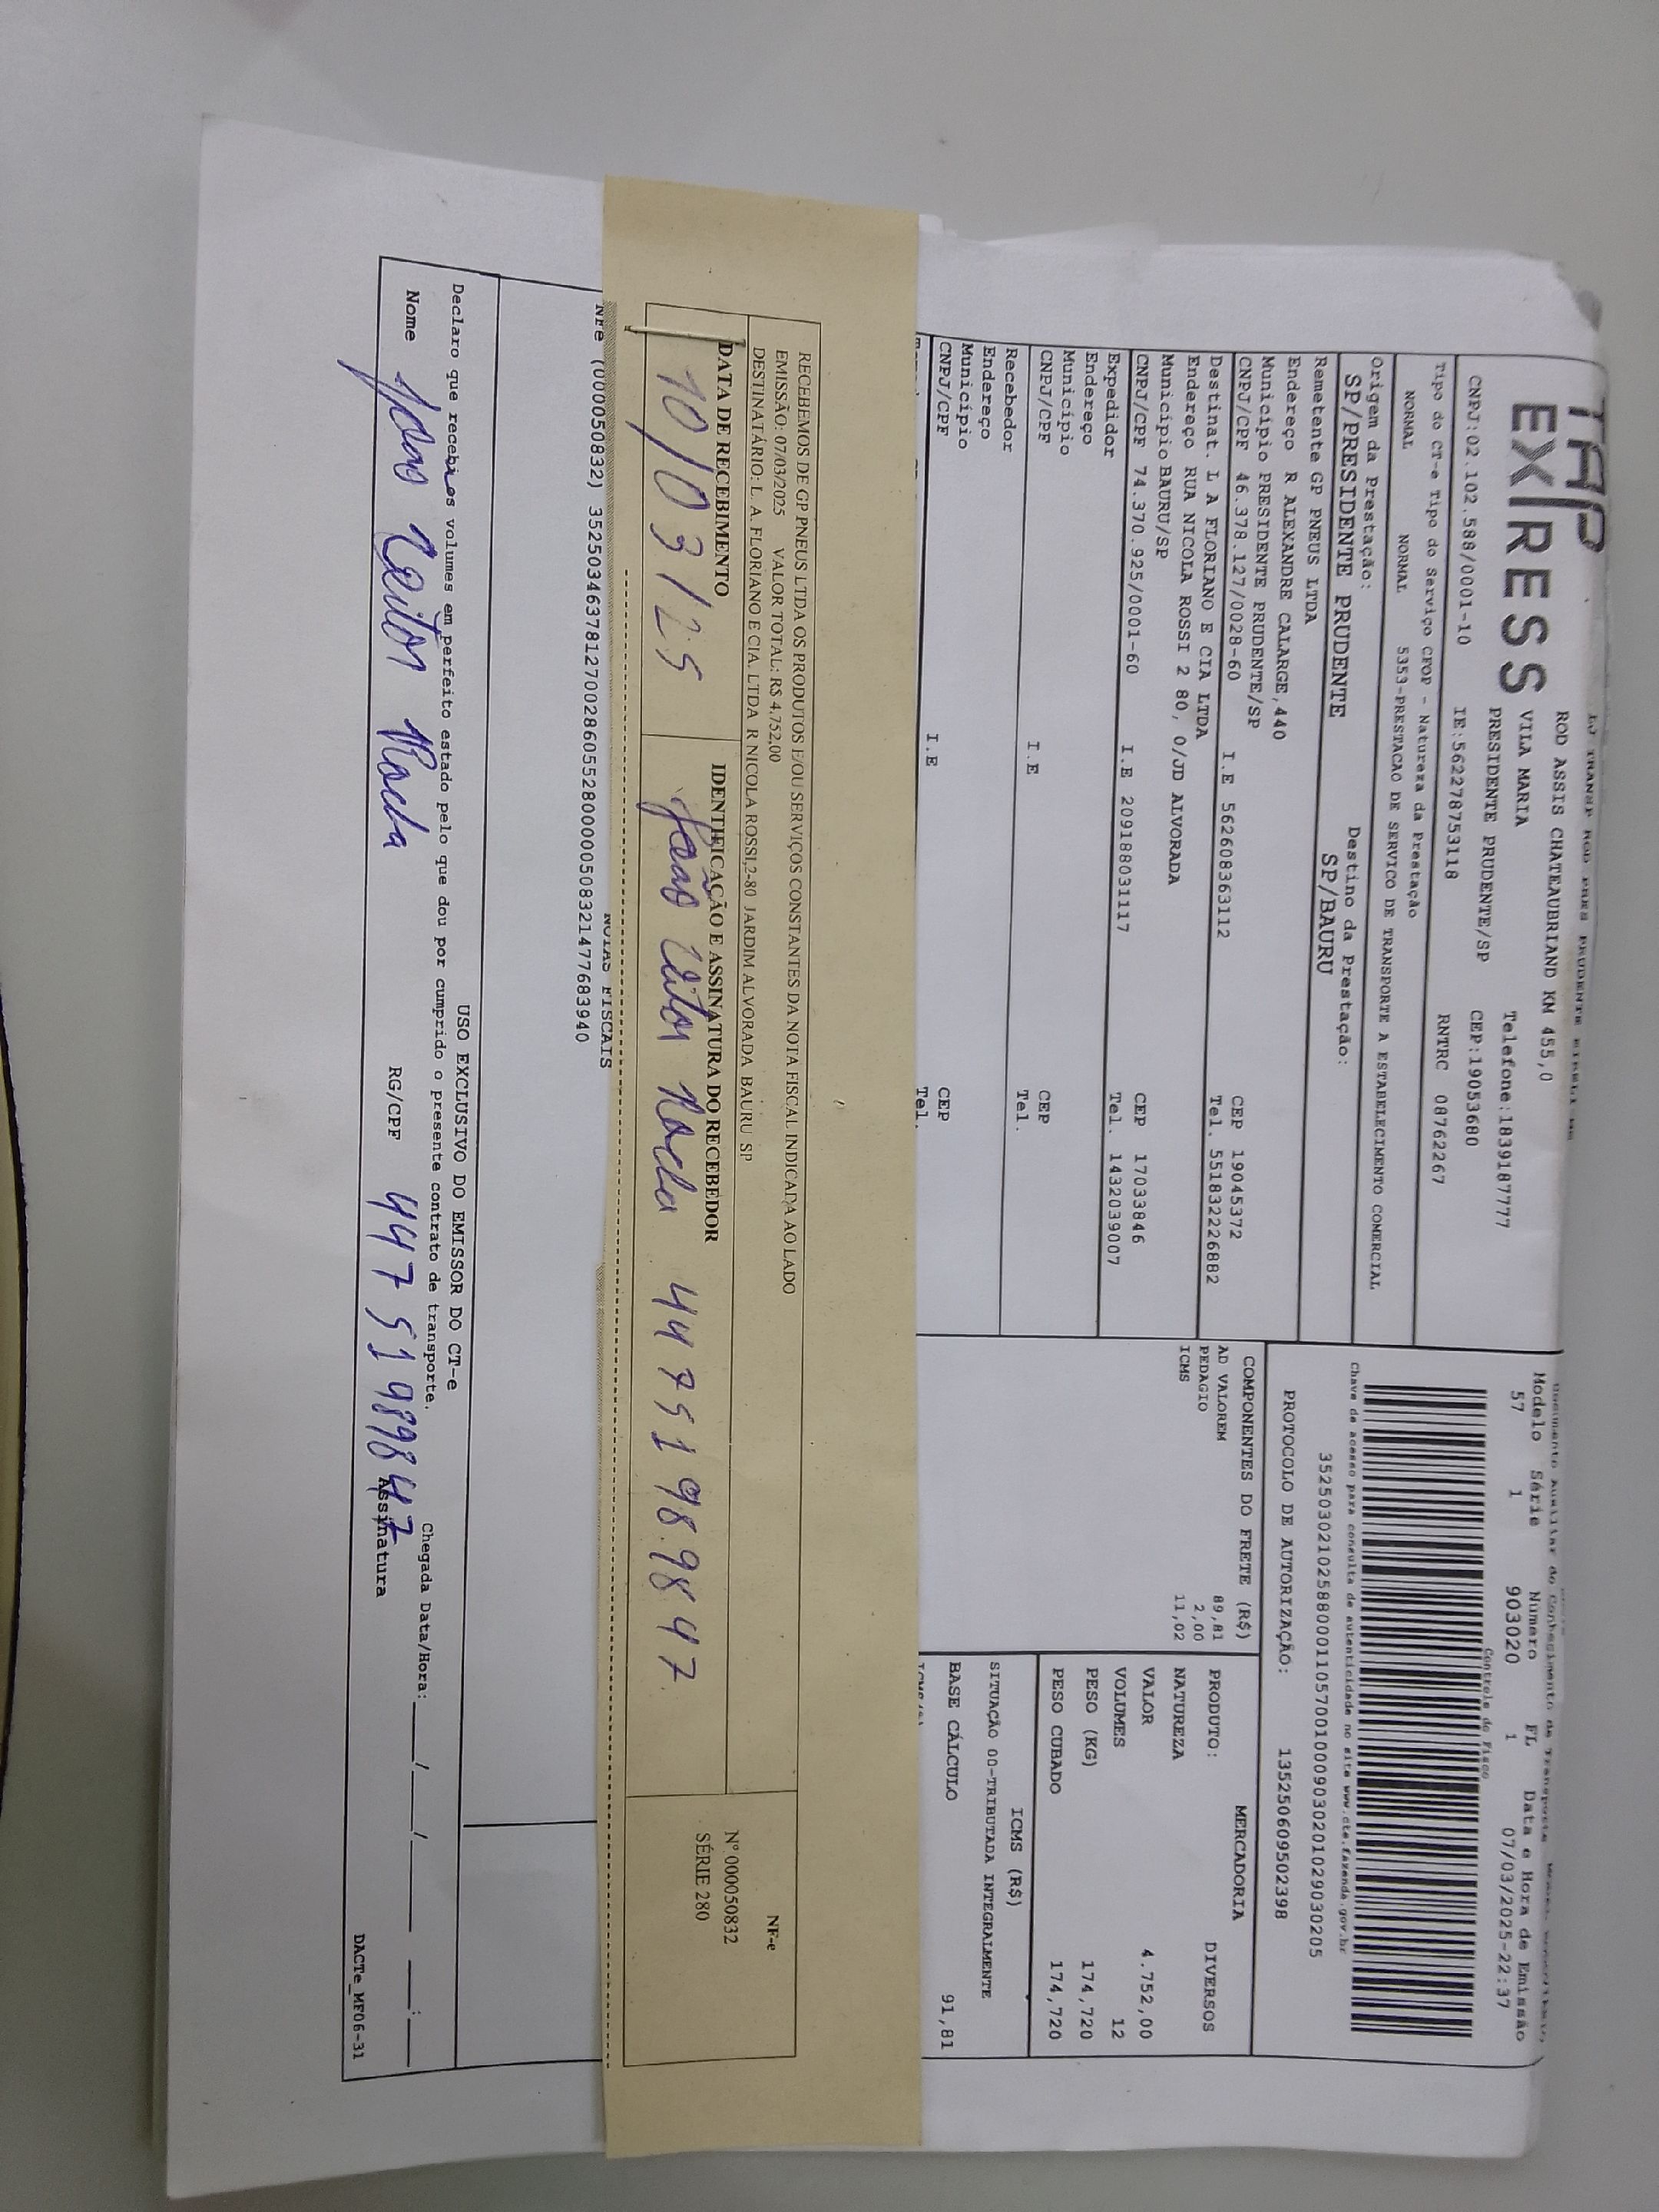 TAP
EXPRESS
ROD ASSIS CHATEAUBRIAND KM 455,0
VILA MARIA Telefone:1839187777
PRESIDENTE PRUDENTE/SP CEP:19053680
CNPJ:02.102.588/0001-10 IE:562278753118 RNTRC 08762267
Tipo do CT-e Tipo do Serviço CFOP - Natureza da Prestação
NORMAL NORMAL 5353-PRESTACAO DE SERVICO DE TRANSPORTE A ESTABELECIMENTO COMERCIAL
Origem da Prestação: Destino da Prestação:
SP/PRESIDENTE PRUDENTE SP/BAURU
Remetente GP PNEUS LTDA
Endereço R ALEXANDRE CALARGE,440
Município PRESIDENTE PRUDENTE/SP CEP 19045372
CNPJ/CPF 46.378.127/0028-60 I.E 562608363112 Tel. 551832226882
Destinat. L A FLORIANO E CIA LTDA
Endereço RUA NICOLA ROSSI 2 80, 0/JD ALVORADA
Município BAURU/SP CEP 17033846
CNPJ/CPF 74.370.925/0001-60 I.E 209188031117 Tel. 1432039007
Expedidor
Endereço
Município CEP
CNPJ/CPF I.E Tel.
Recebedor
Endereço
Município CEP
CNPJ/CPF I.E Tel.
Modelo Série Numero FL Data e Hora de Emissão
57 1 903020 1 07/03/2025-22:37
Controle do Fisco
Chave de acesso para consulta de autenticidade no site www.cte.fazenda.gov.br
35250302102588000110570010009030201029030205
PROTOCOLO DE AUTORIZAÇÃO: 135250609502398
COMPONENTES DO FRETE (R$)
AD VALOREM 89,81
PEDAGIO 2,00
ICMS 11,02
MERCADORIA
PRODUTO: DIVERSOS
NATUREZA
VALOR 4.752,00
VOLUMES 12
PESO (KG) 174,720
PESO CUBADO 174,720
ICMS (R$)
SITUAÇÃO 00-TRIBUTADA INTEGRALMENTE
BASE CÁLCULO 91,81
RECEBEMOS DE GP PNEUS LTDA OS PRODUTOS E/OU SERVIÇOS CONSTANTES DA NOTA FISCAL INDICADA AO LADO
EMISSÃO: 07/03/2025 VALOR TOTAL: R$ 4.752,00
DESTINATÁRIO: L. A. FLORIANO E CIA. LTDA R NICOLA ROSSI,2-80 JARDIM ALVORADA BAURU SP
DATA DE RECEBIMENTO IDENTIFICAÇÃO E ASSINATURA DO RECEBEDOR
10/03/25 João Vitor Rocha 4475198.9847
NF-e
Nº 000050832
SÉRIE 280
NOTAS FISCAIS
NFe (000050832) 35250346378127002860552800000508321477683940
USO EXCLUSIVO DO EMISSOR DO CT-e
Declaro que recebi os volumes em perfeito estado pelo que dou por cumprido o presente contrato de transporte.
Chegada Data/Hora: ___/___/___ __:__
Nome João Vitor Rocha RG/CPF 44751989847 Assinatura
DACTe_MF06-31